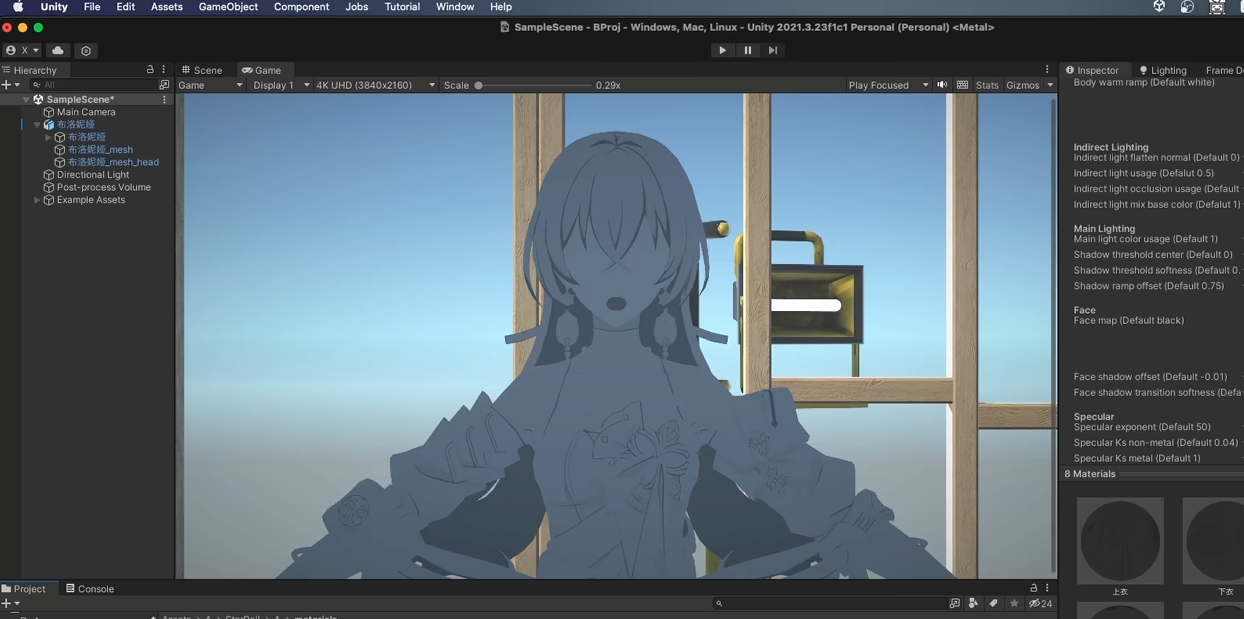 Unity File Edit Assets GameObject Component Jobs Tutorial Window Help
SampleScene - BProj - Windows, Mac, Linux - Unity 2021.3.23f1c1 Personal (Personal) <Metal>
X
Hierarchy Scene Game Inspector Lighting Frame D
All Game Display 1 4K UHD (3840x2160) Scale 0.29x Play Focused Stats Gizmos
Body warm ramp (Default white)
SampleScene*
Main Camera
布洛妮娅
布洛妮娅
布洛妮娅_mesh
布洛妮娅_mesh_head
Directional Light
Post-process Volume
Example Assets
Indirect Lighting
Indirect light flatten normal (Default 0)
Indirect light usage (Defalut 0.5)
Indirect light occlusion usage (Default
Indirect light mix base color (Defalut 1)
Main Lighting
Main light color usage (Default 1)
Shadow threshold center (Default 0)
Shadow threshold softness (Default 0.
Shadow ramp offset (Default 0.75)
Face
Face map (Default black)
Face shadow offset (Default -0.01)
Face shadow transition softness (Defa
Specular
Specular exponent (Default 50)
Specular Ks non-metal (Default 0.04)
Specular Ks metal (Default 1)
8 Materials
上衣 下衣
Project Console
24
Assets > A > StarRail > A > materials